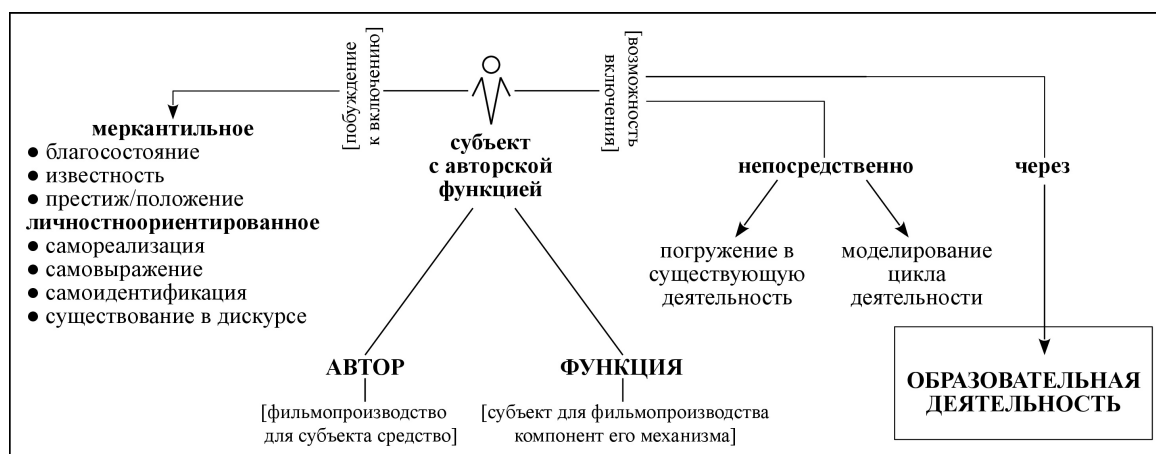 [побуждение
к включению]
[возможность
включения]
меркантильное
● благосостояние
● известность
● престиж/положение
личностноориентированное
● самореализация
● самовыражение
● самоидентификация
● существование в дискурсе
субъект
с авторской
функцией
непосредственно
через
погружение в
существующую
деятельность
моделирование
цикла
деятельности
АВТОР
[фильмопроизводство
для субъекта средство]
ФУНКЦИЯ
[субъект для фильмопроизводства
компонент его механизма]
ОБРАЗОВАТЕЛЬНАЯ
ДЕЯТЕЛЬНОСТЬ